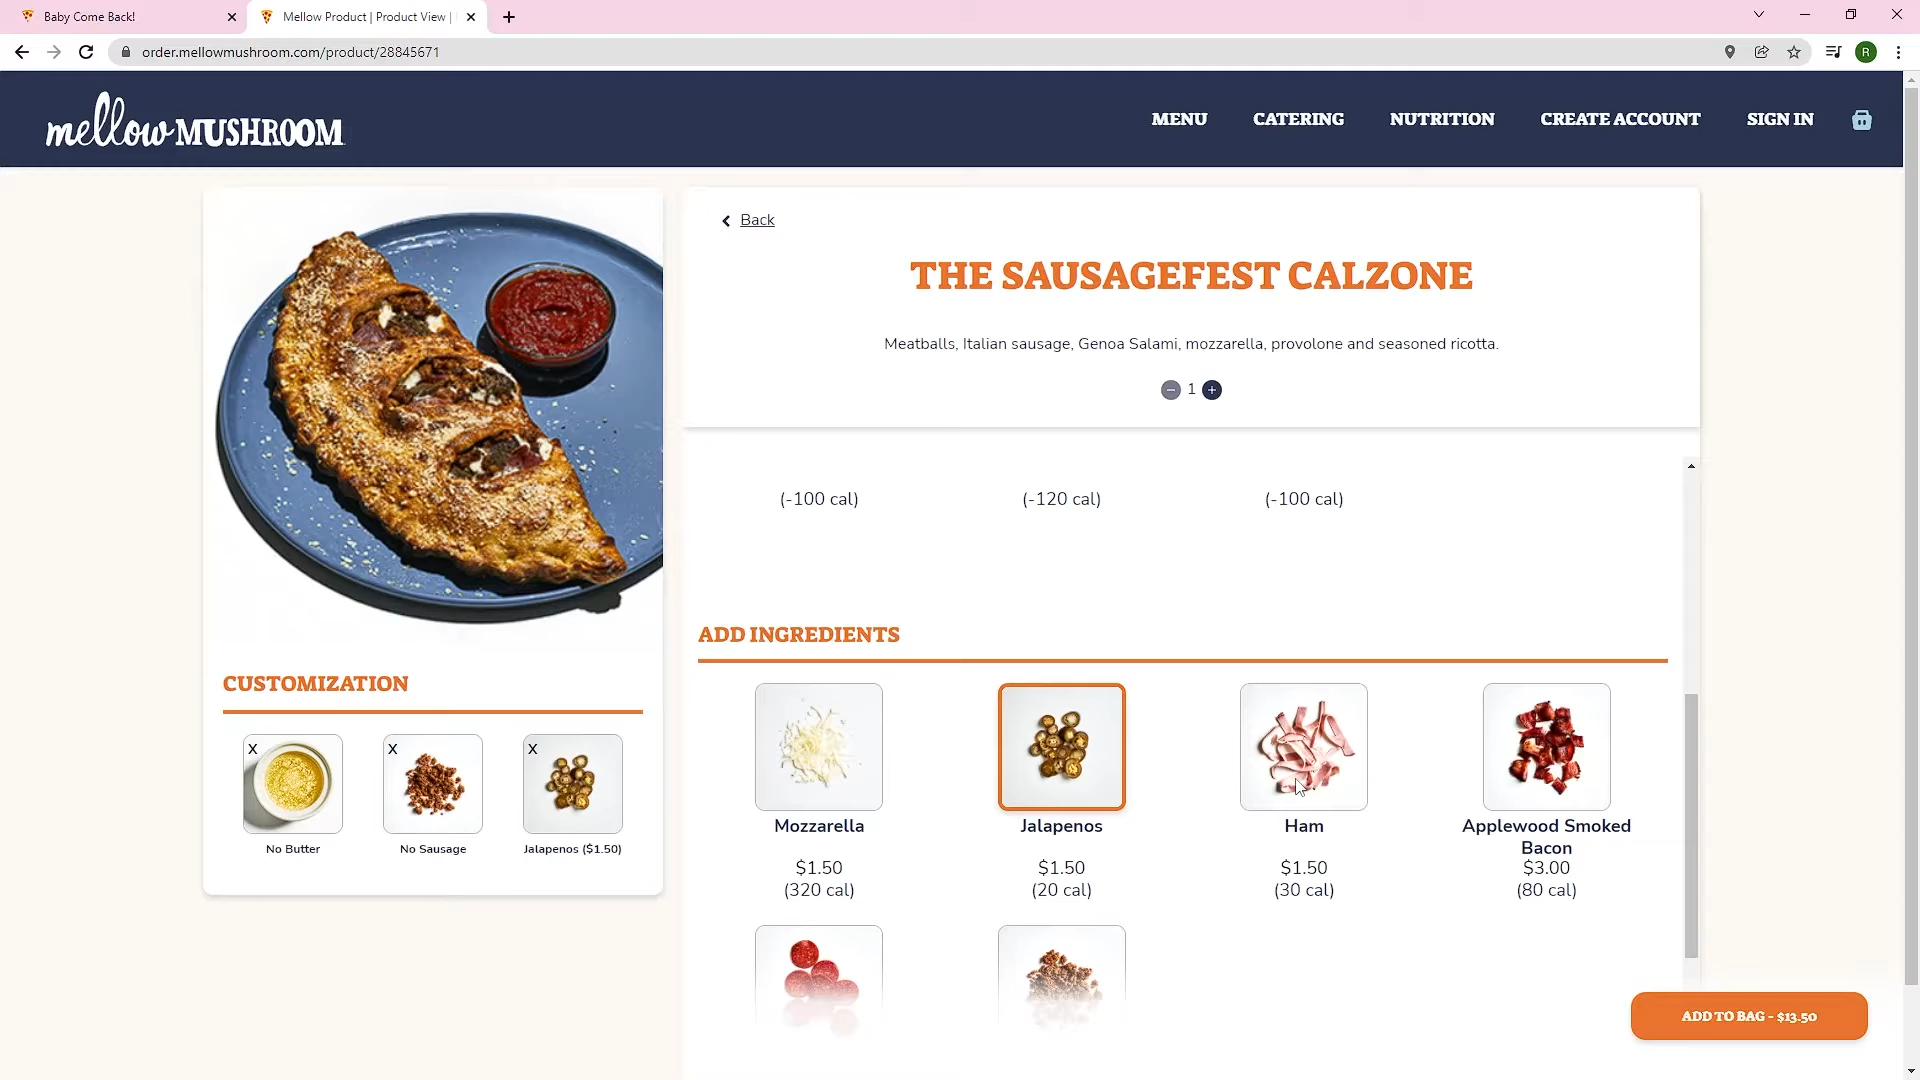 Baby Come Back!
Mellow Product | Product View |
order.mellowmushroom.com/product/28845671
R
mellow MUSHROOM
MENU
CATERING
NUTRITION
CREATE ACCOUNT
SIGN IN
Back
THE SAUSAGEFEST CALZONE
Meatballs, Italian sausage, Genoa Salami, mozzarella, provolone and seasoned ricotta.
1
(-100 cal) (-120 cal) (-100 cal)
ADD INGREDIENTS
Mozzarella
$1.50
(320 cal)
Jalapenos
$1.50
(20 cal)
Ham
$1.50
(30 cal)
Applewood Smoked
Bacon
$3.00
(80 cal)
CUSTOMIZATION
X
No Butter
X
No Sausage
X
Jalapenos ($1.50)
ADD TO BAG - $13.50